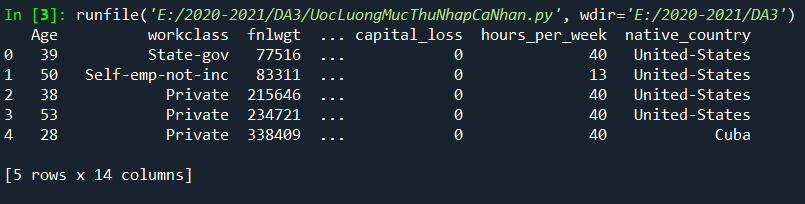 In [3]: runfile('E:/2020-2021/DA3/UocLuongMucThuNhapCaNhan.py', wdir='E:/2020-2021/DA3')
   Age         workclass  fnlwgt  ... capital_loss  hours_per_week  native_country
0   39         State-gov   77516  ...            0              40   United-States
1   50  Self-emp-not-inc   83311  ...            0              13   United-States
2   38           Private  215646  ...            0              40   United-States
3   53           Private  234721  ...            0              40   United-States
4   28           Private  338409  ...            0              40            Cuba
[5 rows x 14 columns]